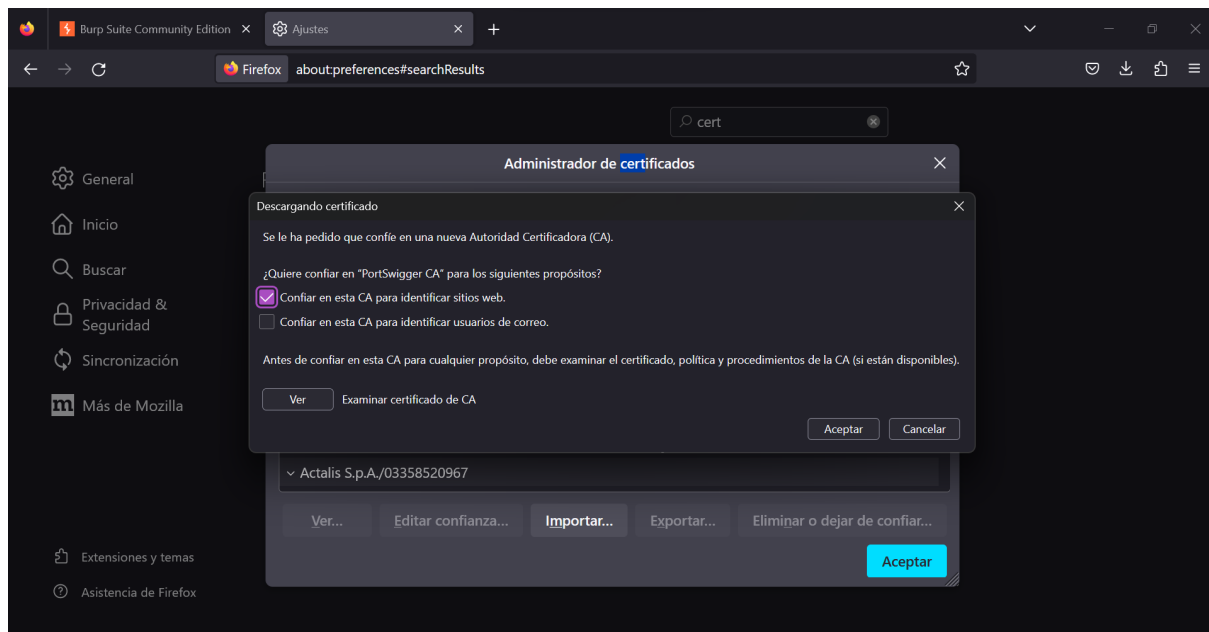 Burp Suite Community Edition
Ajustes
Firefox
about:preferences#searchResults
cert
General
Inicio
Buscar
Privacidad &
Seguridad
Sincronización
Más de Mozilla
Extensiones y temas
Asistencia de Firefox
Administrador de certificados
Descargando certificado
Se le ha pedido que confíe en una nueva Autoridad Certificadora (CA).
¿Quiere confiar en "PortSwigger CA" para los siguientes propósitos?
Confiar en esta CA para identificar sitios web.
Confiar en esta CA para identificar usuarios de correo.
Antes de confiar en esta CA para cualquier propósito, debe examinar el certificado, política y procedimientos de la CA (si están disponibles).
Ver
Examinar certificado de CA
Aceptar
Cancelar
Actalis S.p.A./03358520967
Ver...
Editar confianza...
Importar...
Exportar...
Eliminar o dejar de confiar...
Aceptar